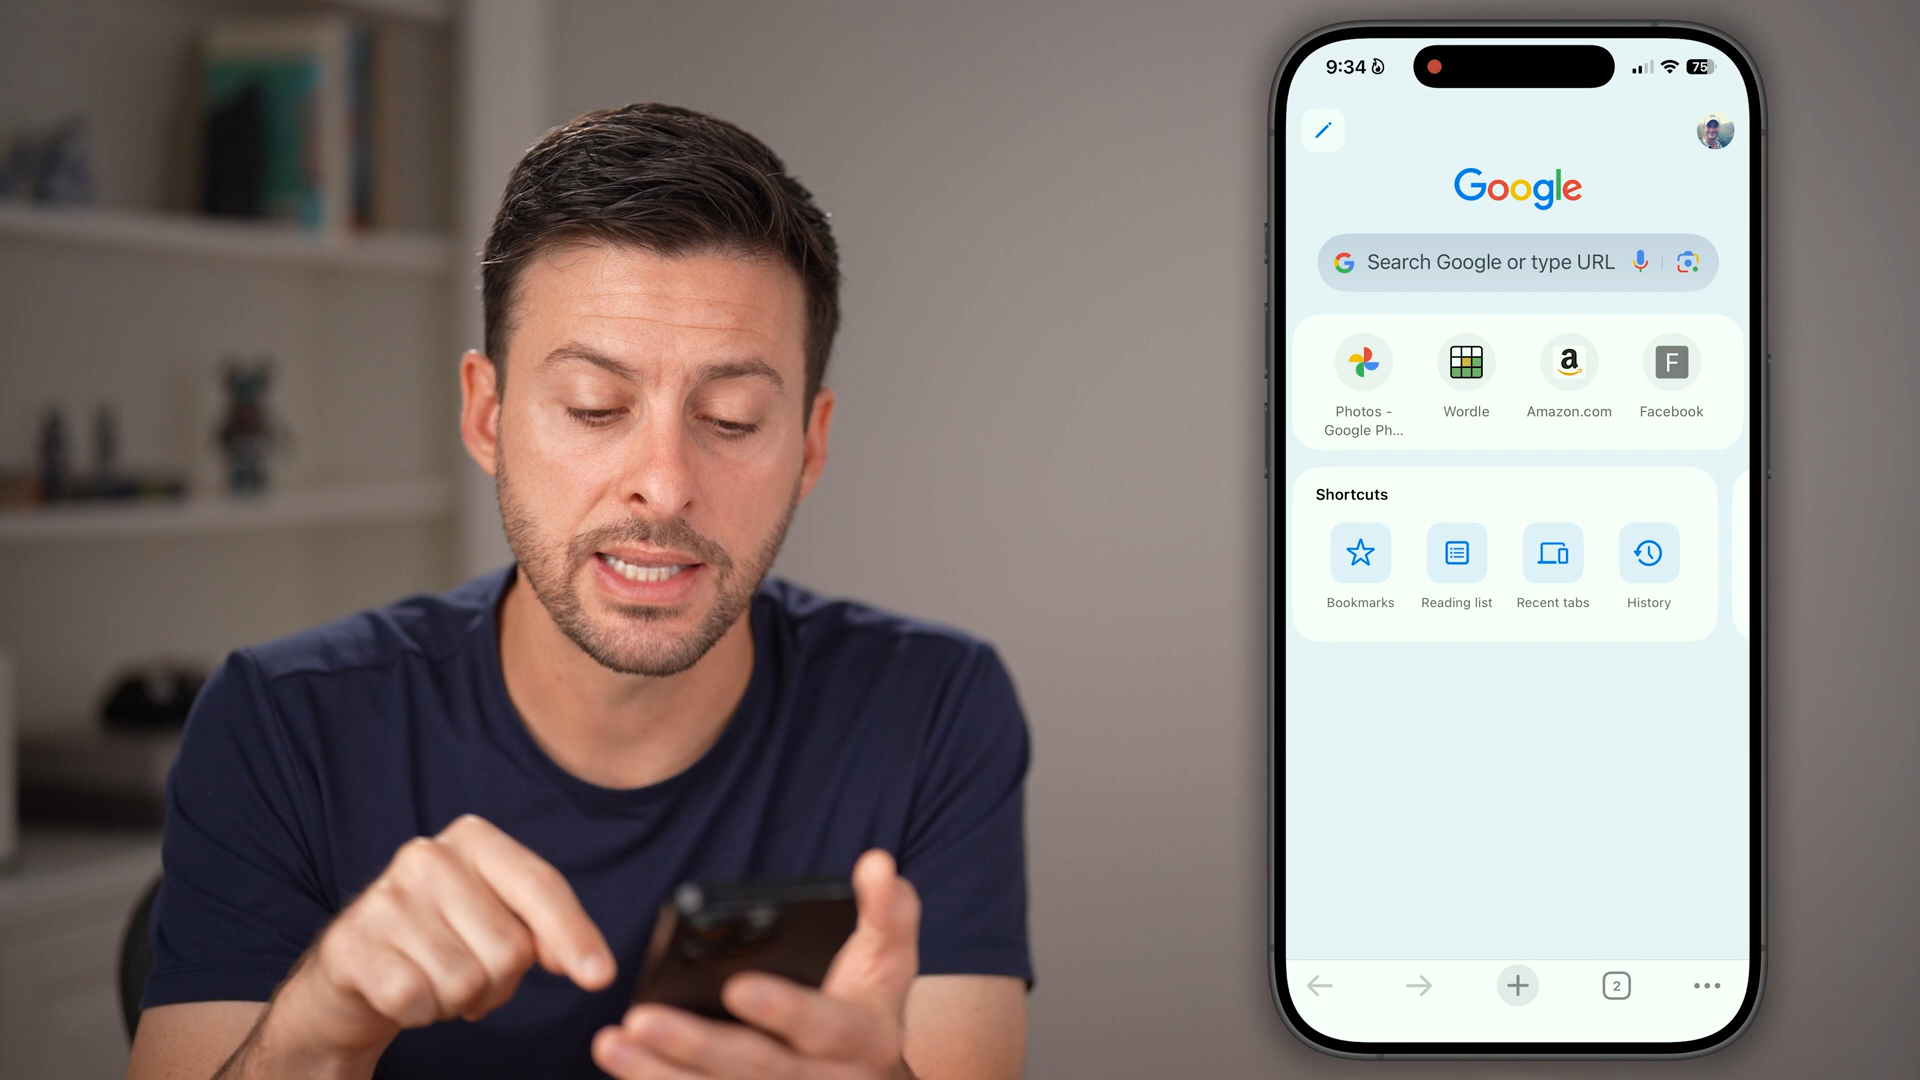 9:34
75
Google
G Search Google or type URL
a
F
Photos -
Google Ph...
Wordle
Amazon.com
Facebook
Shortcuts
Bookmarks
Reading list
Recent tabs
History
2